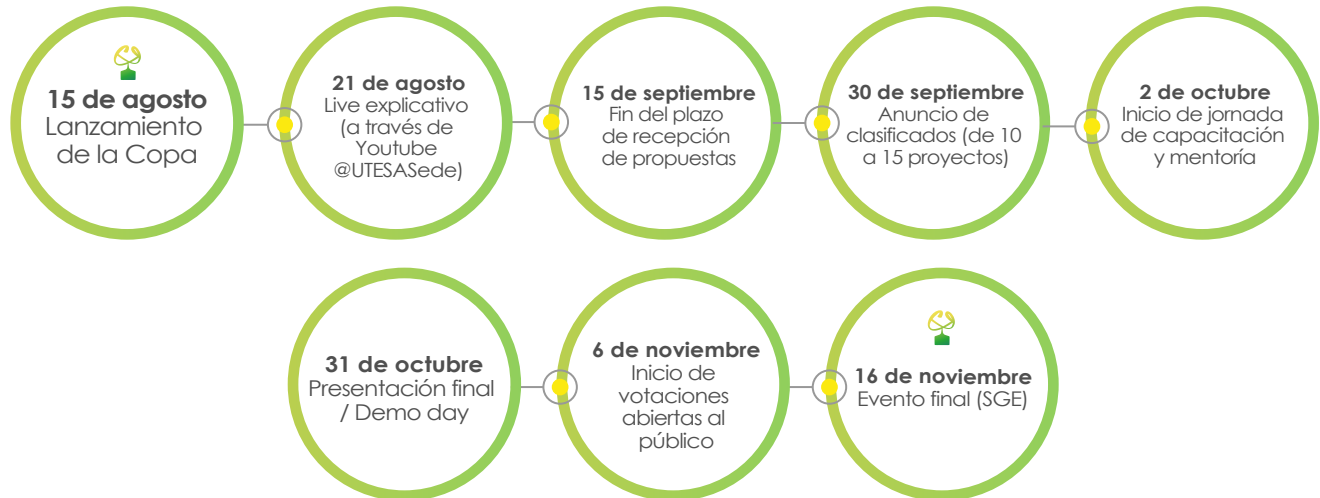 15 de agosto
Lanzamiento
de la Copa
21 de agosto
Live explicativo
(a través de
Youtube
@UTESASede)
15 de septiembre
Fin del plazo
de recepción
de propuestas
30 de septiembre
Anuncio de
clasificados (de 10
a 15 proyectos)
2 de octubre
Inicio de jornada
de capacitación
y mentoría
31 de octubre
Presentación final
/ Demo day
6 de noviembre
Inicio de
votaciones
abiertas al
público
16 de noviembre
Evento final (SGE)